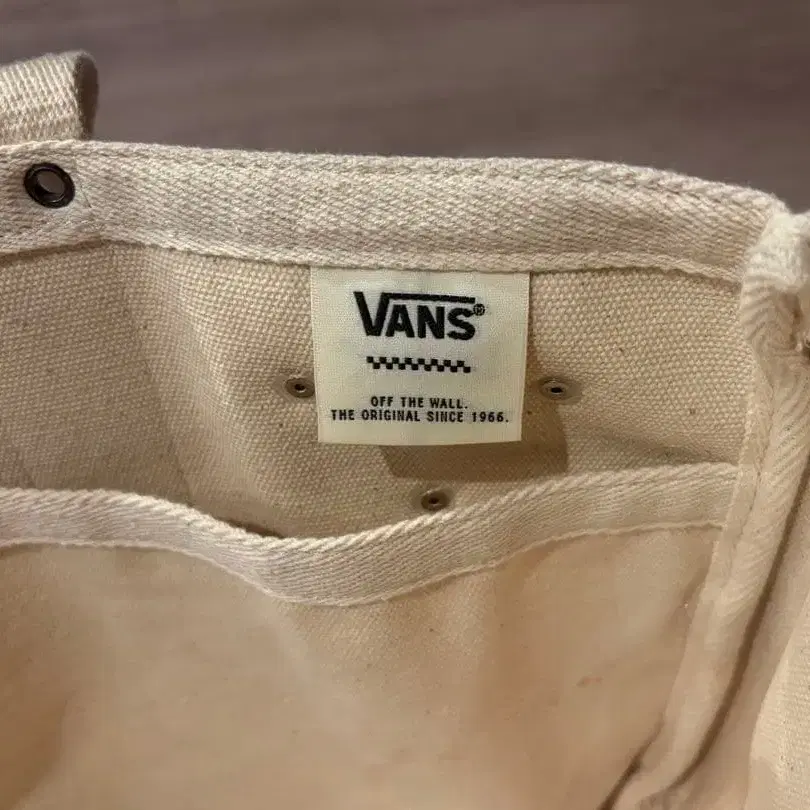 VANS®
OFF THE WALL.
THE ORIGINAL SINCE 1966.